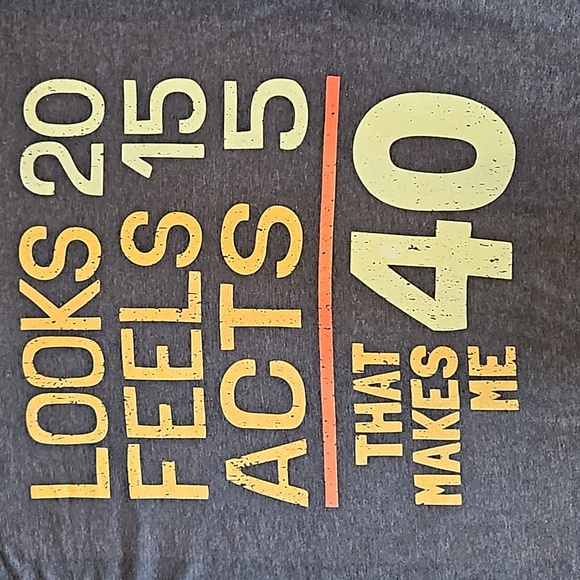 LOOKS 20
FEELS 15
ACTS 5
THAT
MAKES
ME
40